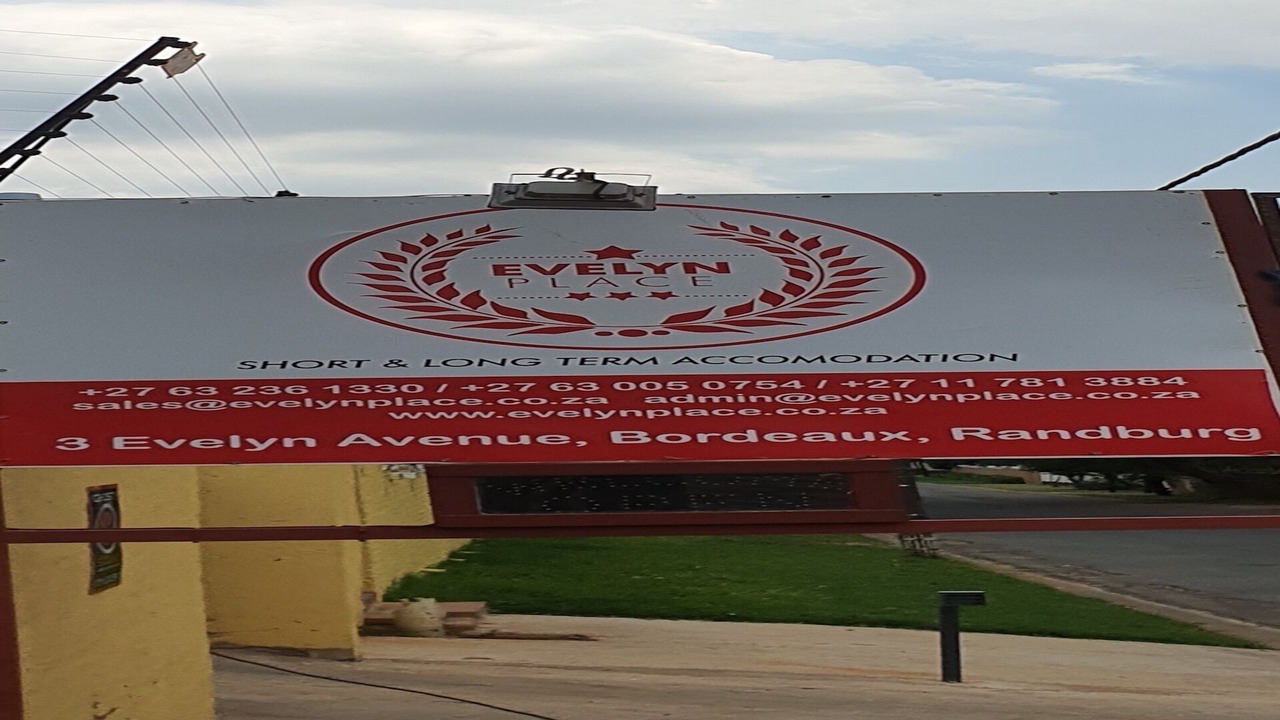 EVELYN
PLACE
SHORT & LONG TERM ACCOMODATION
+27 63 236 1330 / +27 63 005 0754 / +27 11 781 3884
sales@evelynplace.co.za admin@evelynplace.co.za
www.evelynplace.co.za
3 Evelyn Avenue, Bordeaux, Randburg